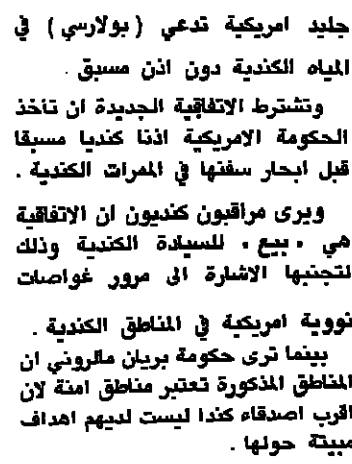 جليد امريكية تدعي ( بولارسي ) في
المياه الكندية دون اذن مسبق .
وتشترط الاتفاقية الجديدة ان تاخذ
الحكومة الامريكية اذنا كنديا مسبقا
قبل ابحار سفنها في الممرات الكندية .
ويرى مراقبون كنديون ان الاتفاقية
هي « بيع » للسيادة الكندية وذلك
لتجنبها الاشارة الى مرور غواصات
نووية امريكية في المناطق الكندية .
بينما ترى حكومة بريان مالروني ان
المناطق المذكورة تعتبر مناطق امنة لان
اقرب اصدقاء كندا ليست لديهم اهداف
مبيتة حولها .